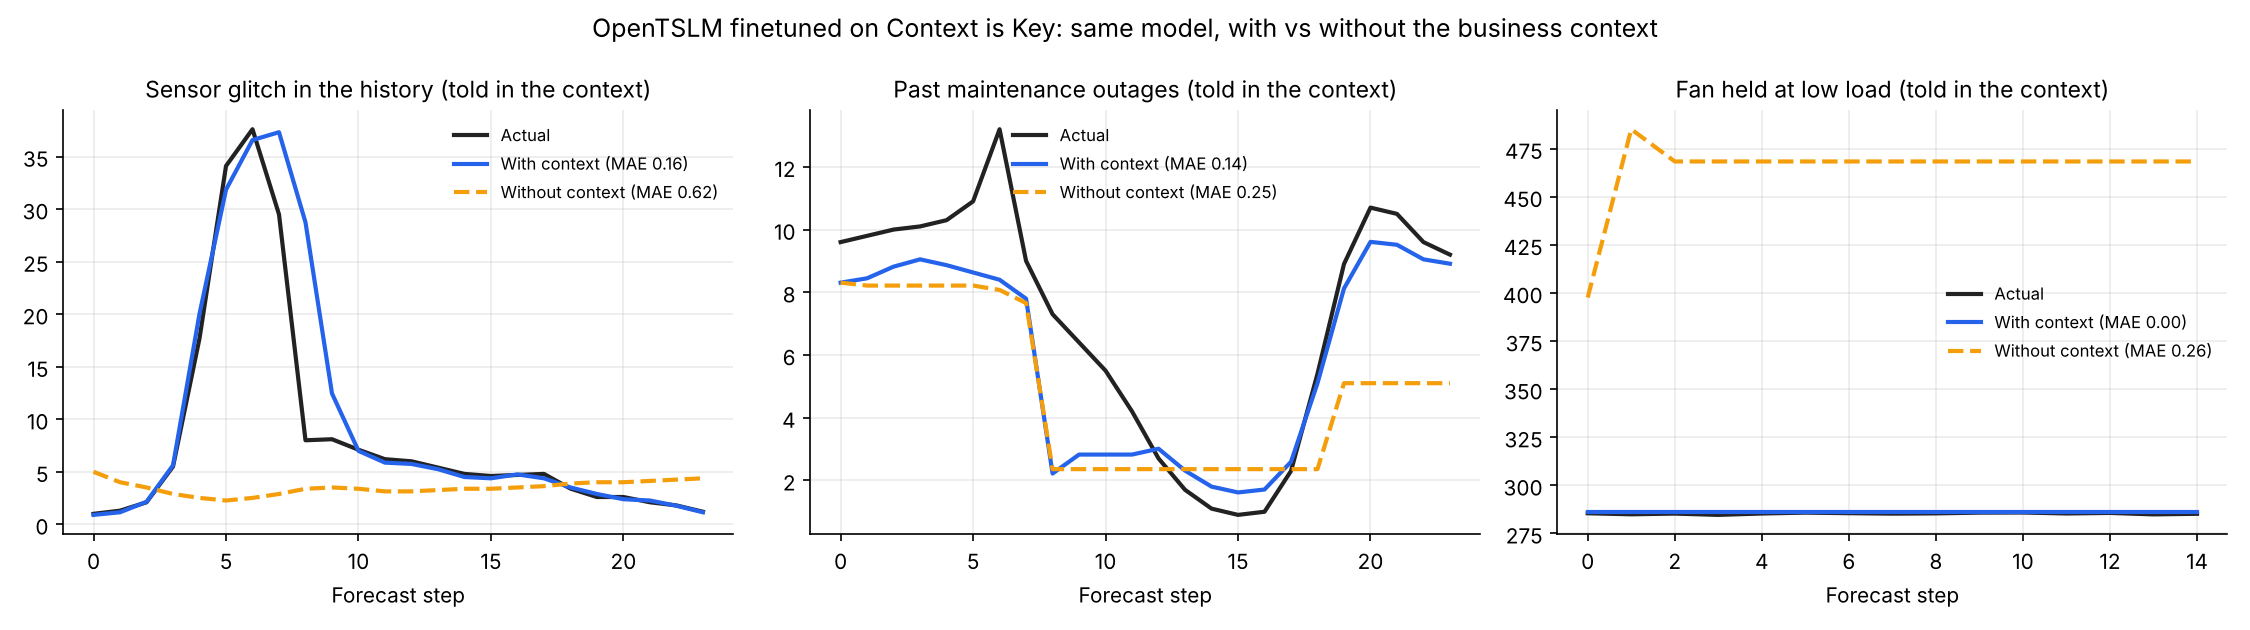 OpenTSLM finetuned on Context is Key: same model, with vs without the business context
Sensor glitch in the history (told in the context)
Actual
With context (MAE 0.16)
Without context (MAE 0.62)
35
30
25
20
15
10
5
0
0 5 10 15 20
Forecast step
Past maintenance outages (told in the context)
Actual
With context (MAE 0.14)
Without context (MAE 0.25)
12
10
8
6
4
2
0 5 10 15 20
Forecast step
Fan held at low load (told in the context)
475
450
425
400
375
350
325
300
275
Actual
With context (MAE 0.00)
Without context (MAE 0.26)
0 2 4 6 8 10 12 14
Forecast step